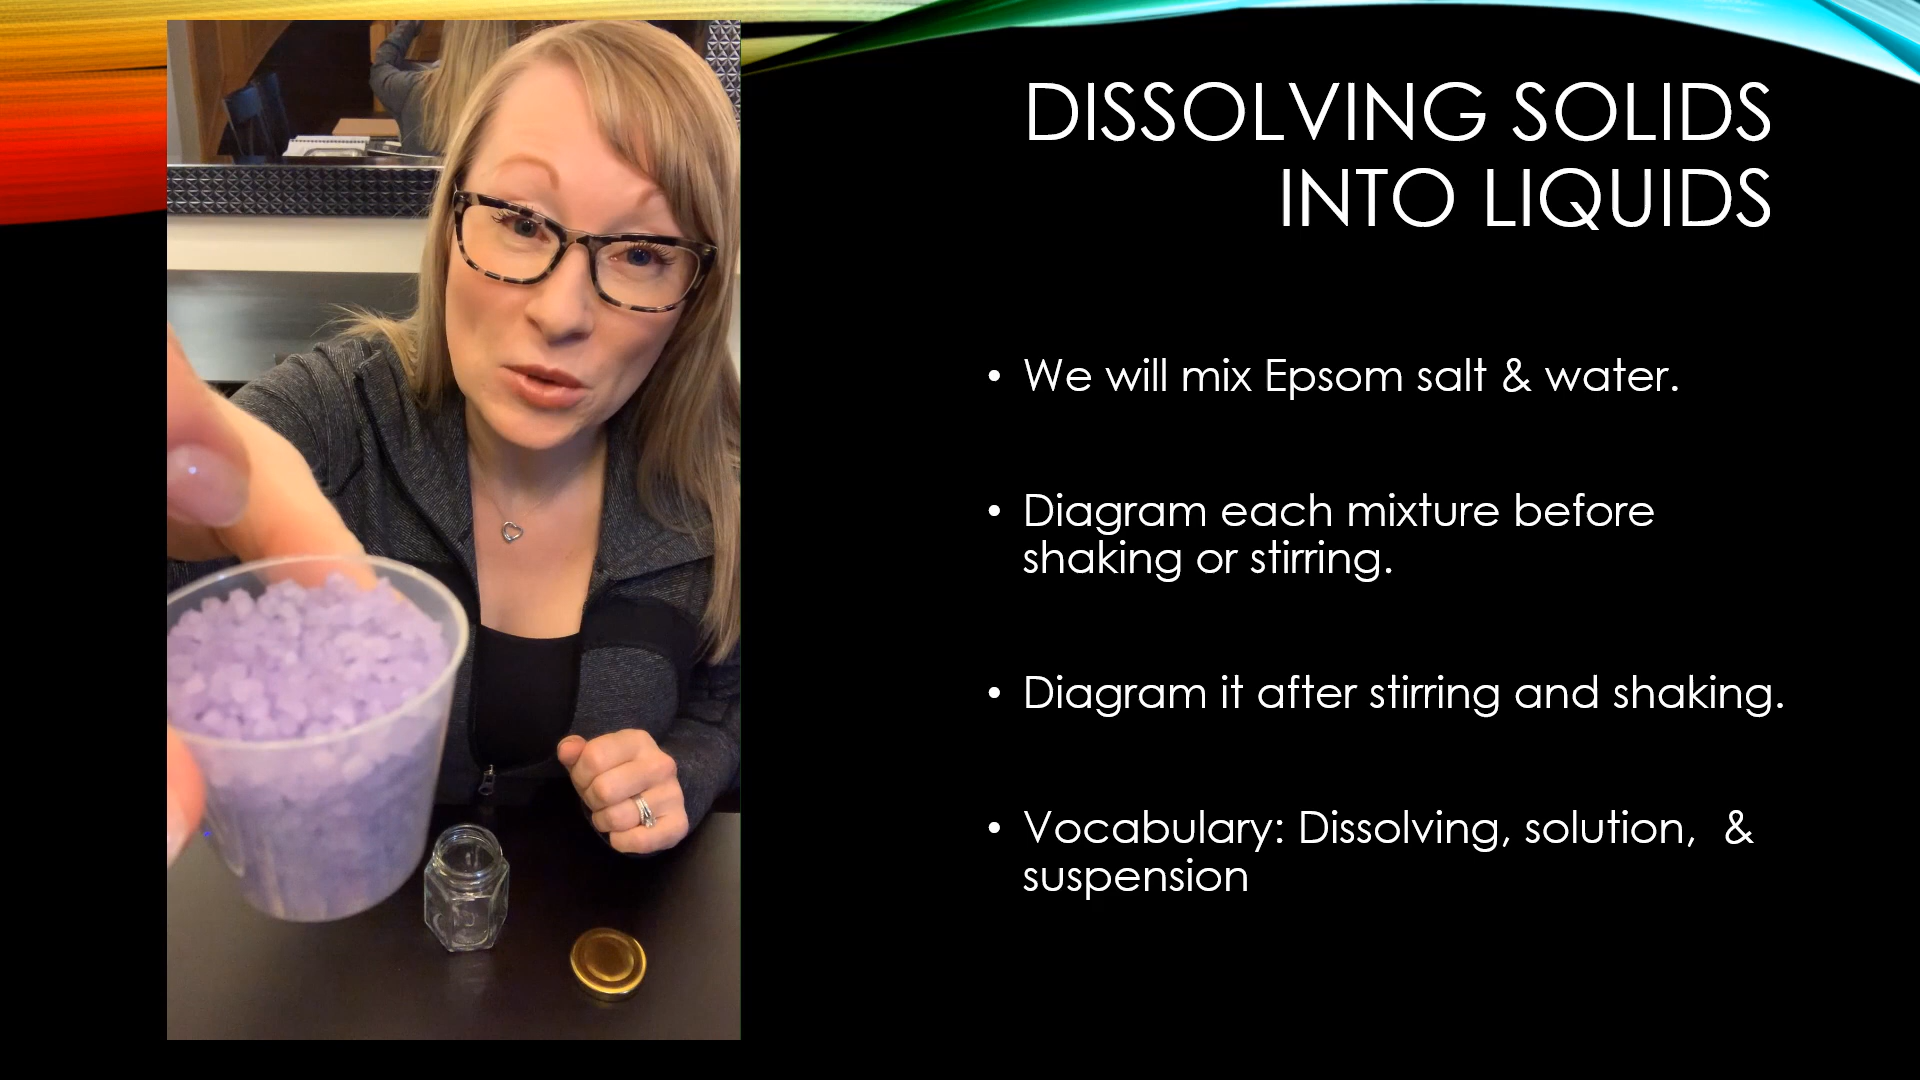 DISSOLVING SOLIDS
INTO LIQUIDS
• We will mix Epsom salt & water.
• Diagram each mixture before
shaking or stirring.
• Diagram it after stirring and shaking.
• Vocabulary: Dissolving, solution,  &
suspension